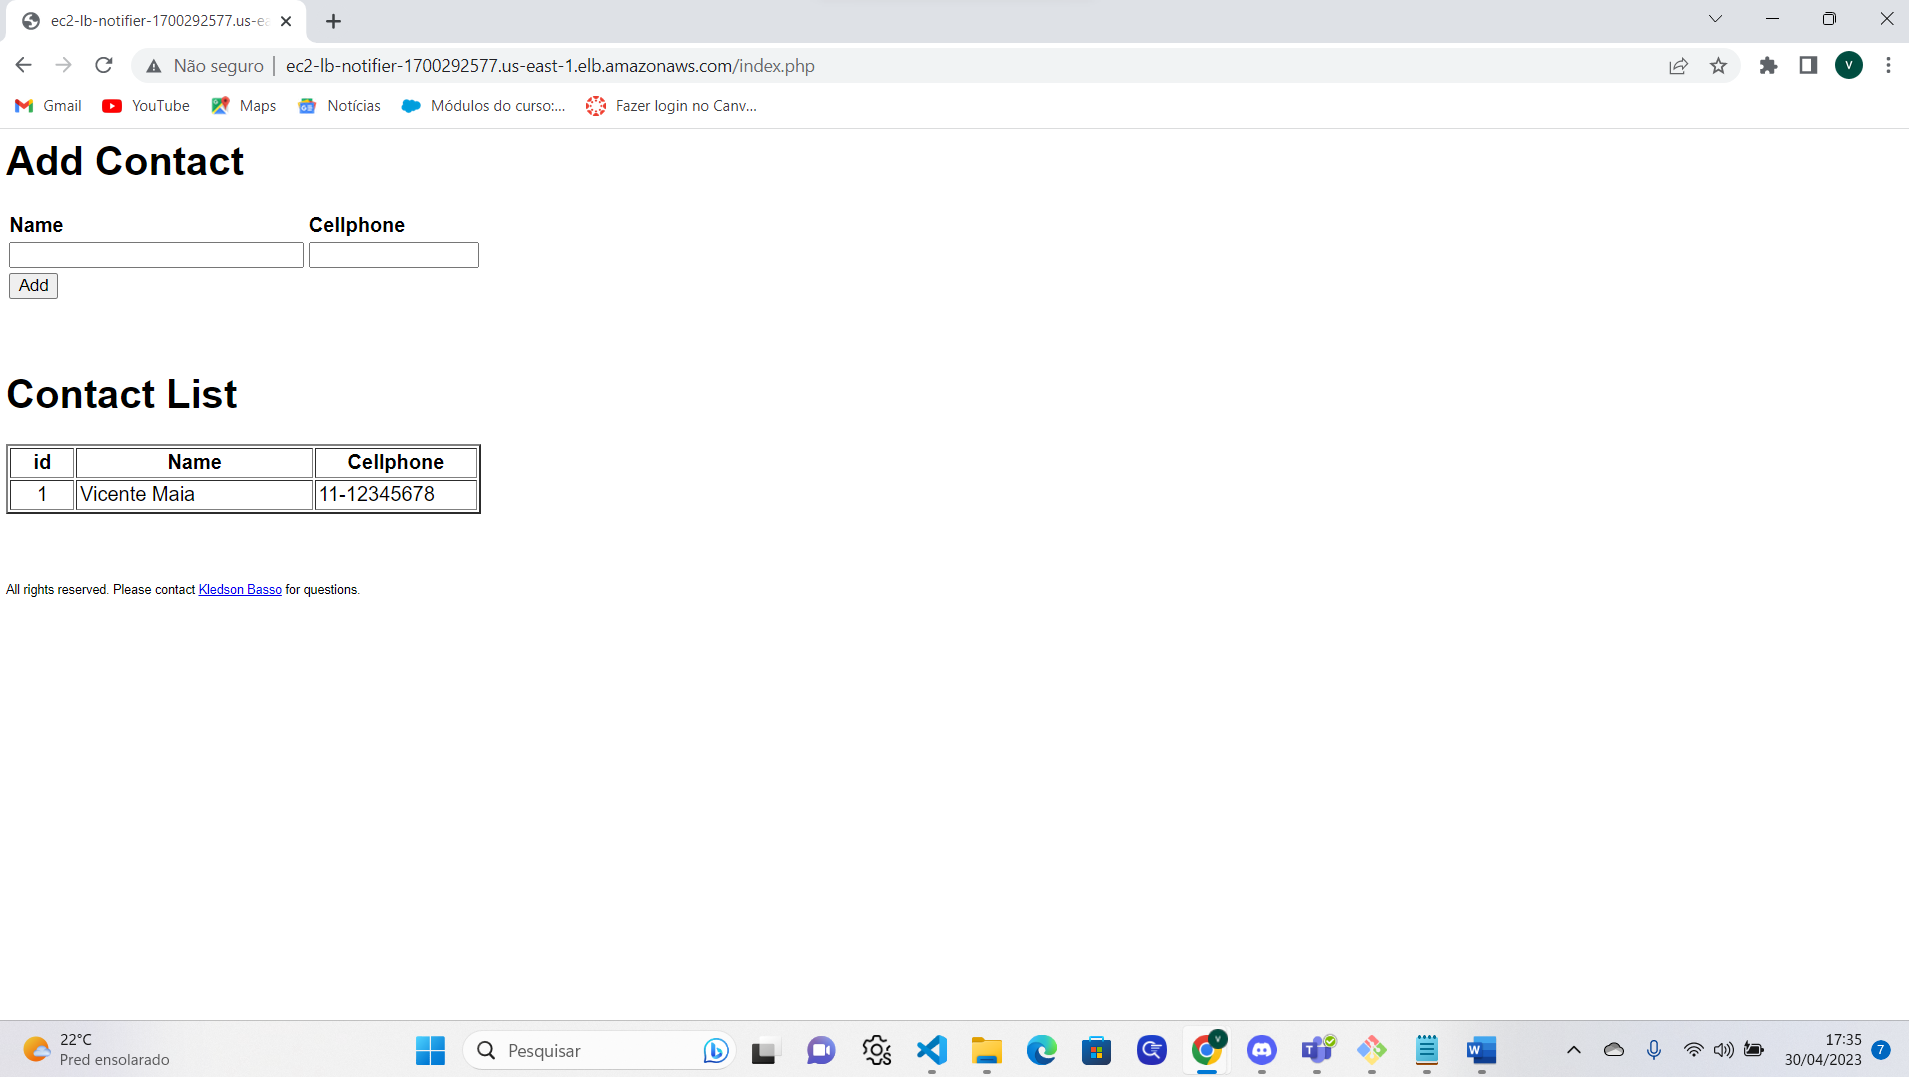 ec2-lb-notifier-1700292577.us-ea
Não seguro | ec2-lb-notifier-1700292577.us-east-1.elb.amazonaws.com/index.php
V
Gmail YouTube Maps Notícias Módulos do curso:... Fazer login no Canv...
Add Contact
Name Cellphone
Add
Contact List
id Name Cellphone
1 Vicente Maia 11-12345678
All rights reserved. Please contact Kledson Basso for questions.
22°C
Pred ensolarado
Pesquisar
17:35
30/04/2023
7